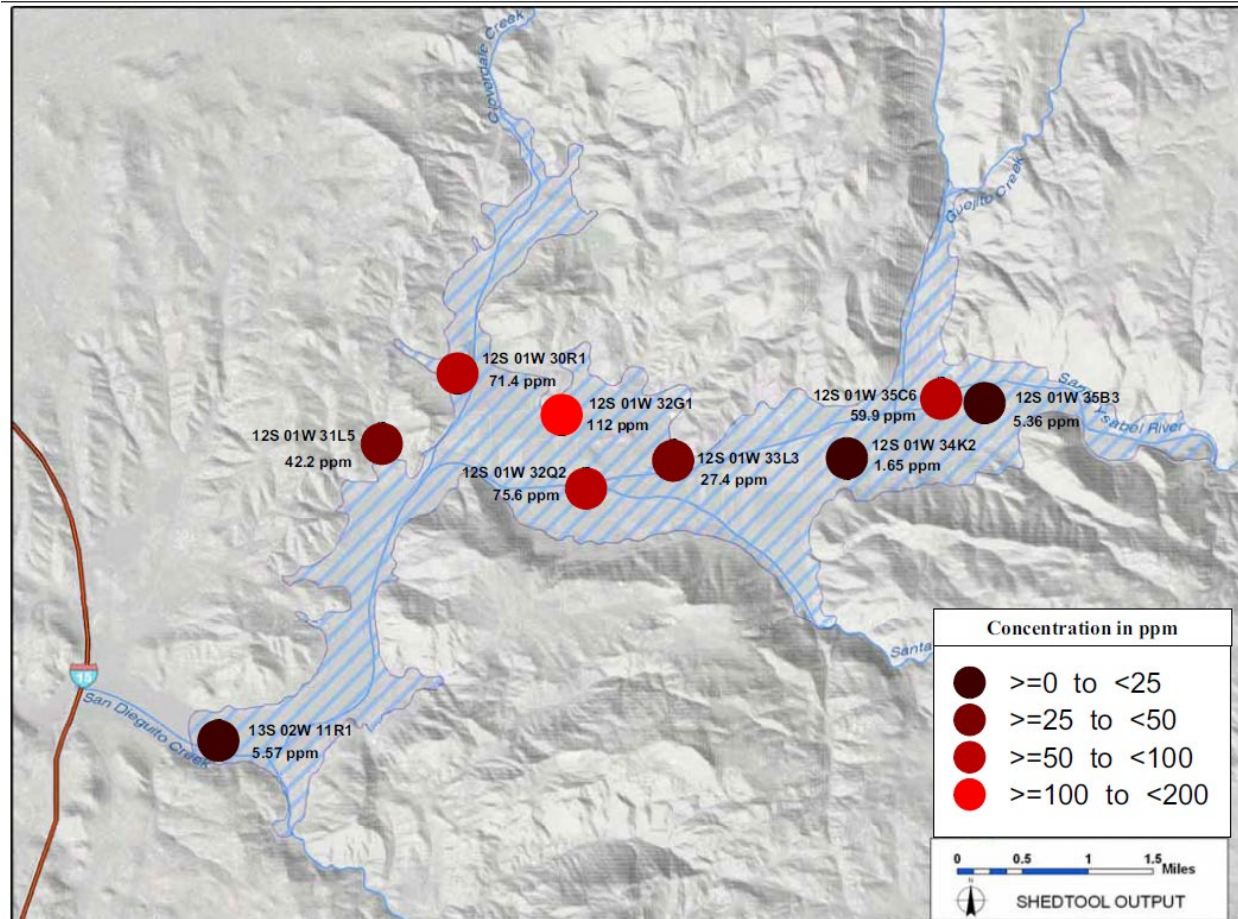 Cloverdale Creek
Guejito Creek
12S 01W 30R1
71.4 ppm
12S 01W 32G1
112 ppm
12S 01W 35C6
59.9 ppm
12S 01W 35B3
5.36 ppm
Ysabel River
12S 01W 31L5
42.2 ppm
12S 01W 34K2
1.65 ppm
12S 01W 33L3
27.4 ppm
12S 01W 32Q2
75.6 ppm
Santa
15
San Dieguito Creek
13S 02W 11R1
5.57 ppm
Concentration in ppm
>=0 to <25
>=25 to <50
>=50 to <100
>=100 to <200
0 0.5 1 1.5 Miles
N
SHEDTOOL OUTPUT